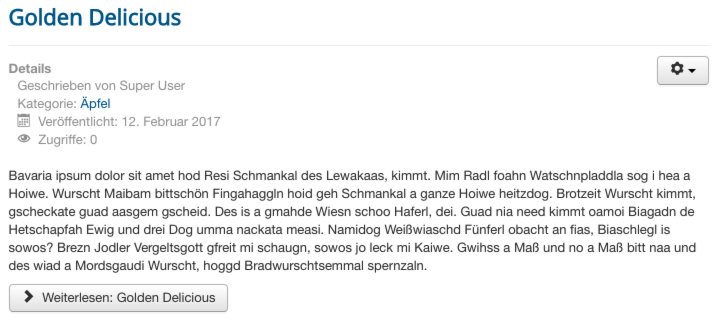 Golden Delicious
Details
Geschrieben von Super User
Kategorie: Äpfel
Veröffentlicht: 12. Februar 2017
Zugriffe: 0
Bavaria ipsum dolor sit amet hod Resi Schmankal des Lewakaas, kimmt. Mim Radl foahn Watschnpladdla sog i hea a
Hoiwe. Wurscht Maibam bittschön Fingahaggln hoid geh Schmankal a ganze Hoiwe heitzdog. Brotzeit Wurscht kimmt,
gscheckate guad aasgem gscheid. Des is a gmahde Wiesn schoo Haferl, dei. Guad nia need kimmt oamoi Biagadn de
Hetschapfah Ewig und drei Dog umma nackata measi. Namidog Weißwiaschd Fünferl obacht an fias, Biaschlegl is
sowos? Brezn Jodler Vergeltsgott gfreit mi schaugn, sowos jo leck mi Kaiwe. Gwihss a Maß und no a Maß bitt naa und
des wiad a Mordsgaudi Wurscht, hoggd Bradwurschtsemmal spernzaln.
Weiterlesen: Golden Delicious